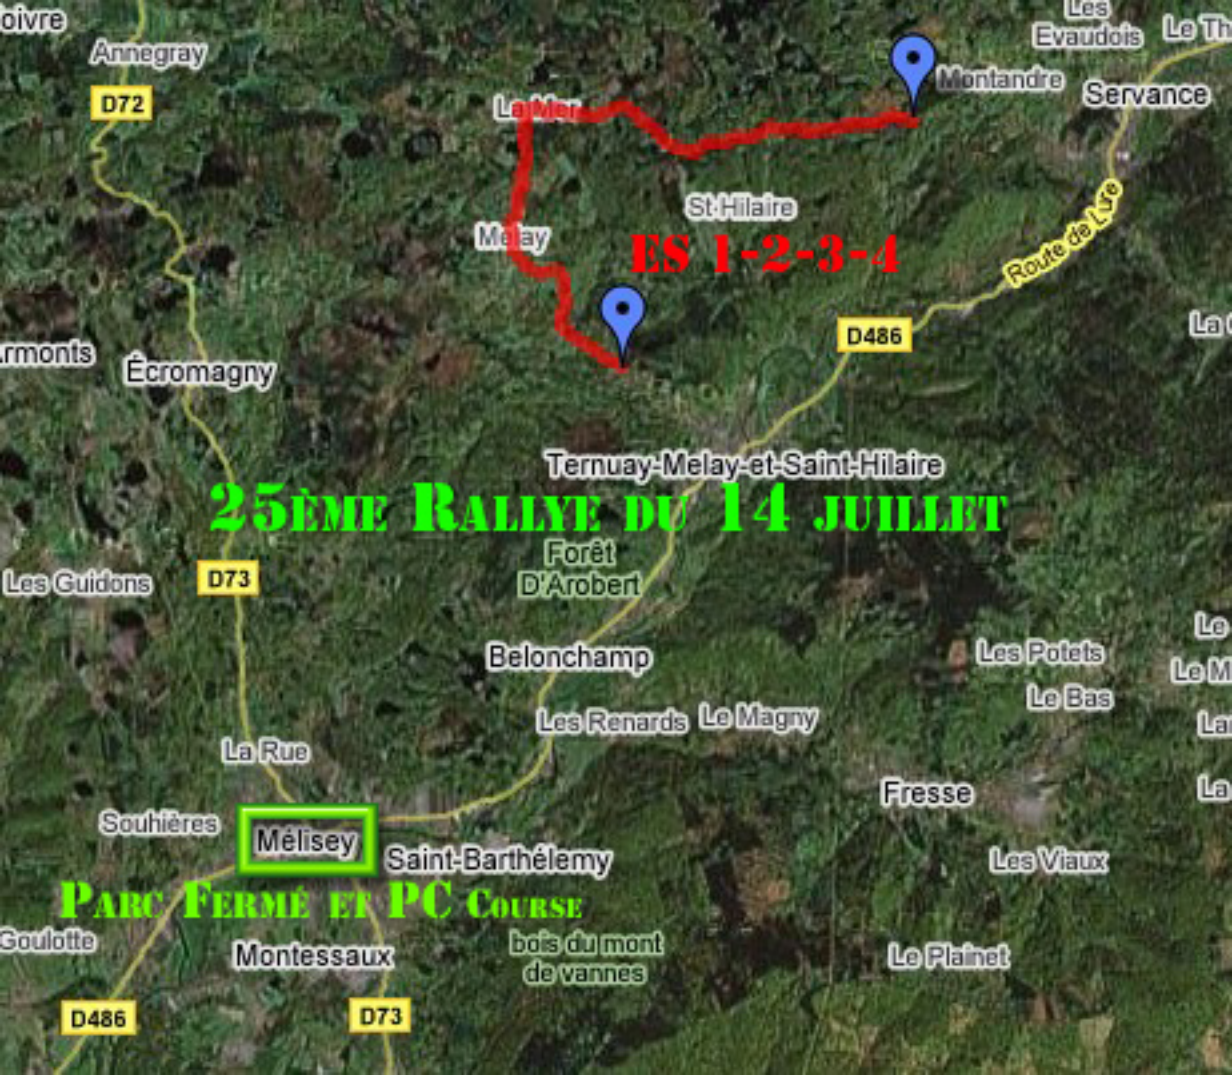 Les
Evaudois
Annegray
D72
Montandre
Servance
La Mer
St Hilaire
Melay
ES 1-2-3-4
Route de Lure
D486
Écromagny
Ternuay-Melay-et-Saint-Hilaire
25ème Rallye du 14 juillet
Forêt
D'Arobert
Les Guidons
D73
Belonchamp
Les Potets
Le Bas
Les Renards
Le Magny
La Rue
Fresse
Souhières
Mélisey
Saint-Barthélemy
Les Viaux
Parc Fermé et PC Course
Goulotte
Montessaux
bois du mont
de vannes
Le Plainet
D486
D73